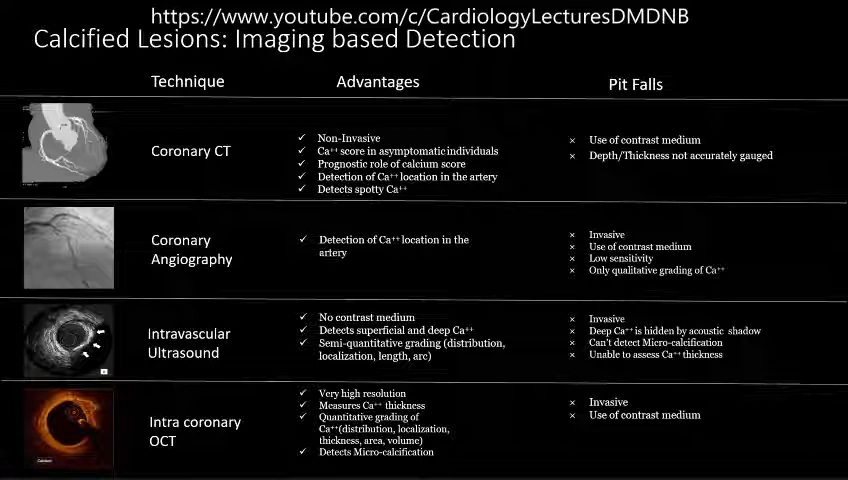 https://www.youtube.com/c/CardiologyLecturesDMDNB
Calcified Lesions: Imaging based Detection
Technique
Advantages
Pit Falls
Coronary CT
✓ Non-Invasive
✓ Ca⁺⁺ score in asymptomatic individuals
✓ Prognostic role of calcium score
✓ Detection of Ca⁺⁺ location in the artery
✓ Detects spotty Ca⁺⁺
× Use of contrast medium
× Depth/Thickness not accurately gauged
Coronary
Angiography
✓ Detection of Ca⁺⁺ location in the
artery
× Invasive
× Use of contrast medium
× Low sensitivity
× Only qualitative grading of Ca⁺⁺
Intravascular
Ultrasound
✓ No contrast medium
✓ Detects superficial and deep Ca⁺⁺
✓ Semi-quantitative grading (distribution,
localization, length, arc)
× Invasive
× Deep Ca⁺⁺ is hidden by acoustic shadow
× Can't detect Micro-calcification
× Unable to assess Ca⁺⁺ thickness
Intra coronary
OCT
✓ Very high resolution
✓ Measures Ca⁺⁺ thickness
✓ Quantitative grading of
Ca⁺⁺(distribution, localization,
thickness, area, volume)
✓ Detects Micro-calcification
× Invasive
× Use of contrast medium